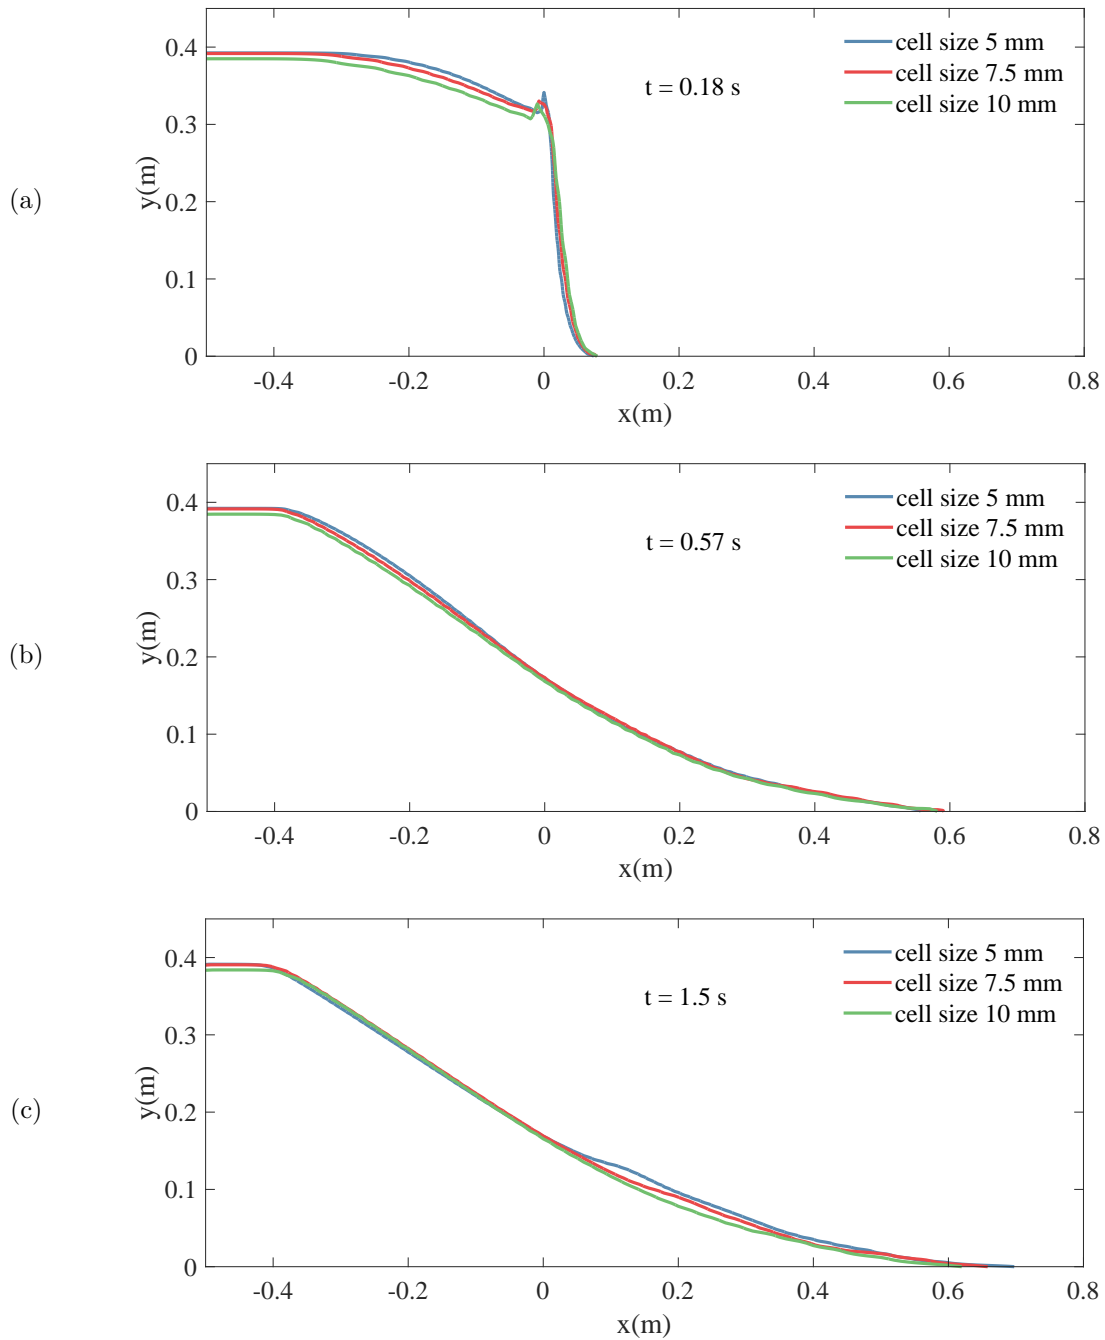 (a)
y(m)
0.4
0.3
0.2
0.1
0
-0.4 -0.2 0 0.2 0.4 0.6 0.8
x(m)
t = 0.18 s
cell size 5 mm
cell size 7.5 mm
cell size 10 mm
(b)
y(m)
0.4
0.3
0.2
0.1
0
-0.4 -0.2 0 0.2 0.4 0.6 0.8
x(m)
t = 0.57 s
cell size 5 mm
cell size 7.5 mm
cell size 10 mm
(c)
y(m)
0.4
0.3
0.2
0.1
0
-0.4 -0.2 0 0.2 0.4 0.6 0.8
x(m)
t = 1.5 s
cell size 5 mm
cell size 7.5 mm
cell size 10 mm